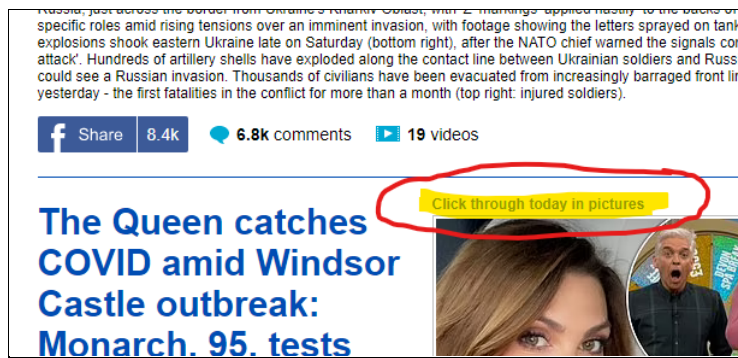 Russia, just across the border from Ukraine's Kharkiv Oblast, with 'Z' markings applied hastily to the backs of
specific roles amid rising tensions over an imminent invasion, with footage showing the letters sprayed on tank
explosions shook eastern Ukraine late on Saturday (bottom right), after the NATO chief warned the signals co
attack'. Hundreds of artillery shells have exploded along the contact line between Ukrainian soldiers and Russ
could see a Russian invasion. Thousands of civilians have been evacuated from increasingly barraged front li
yesterday - the first fatalities in the conflict for more than a month (top right: injured soldiers).
f Share 8.4k 6.8k comments 19 videos
Click through today in pictures
The Queen catches
COVID amid Windsor
Castle outbreak:
Monarch, 95, tests
DEVON
SPA BREAK